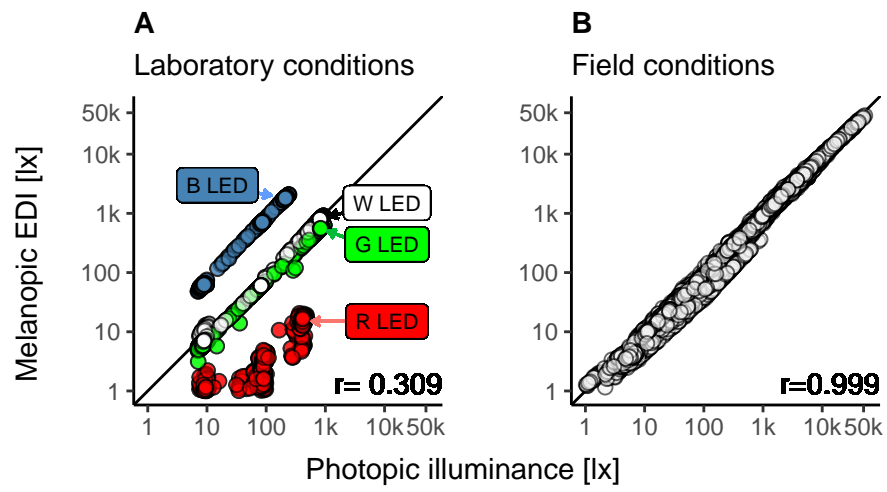 A
Laboratory conditions
Melanopic EDI [lx]
50k
10k
1k
100
10
1
B LED
W LED
G LED
R LED
r= 0.309
1
10
100
1k
10k
50k
B
Field conditions
50k
10k
1k
100
10
1
r=0.999
1
10
100
1k
10k
50k
Photopic illuminance [lx]